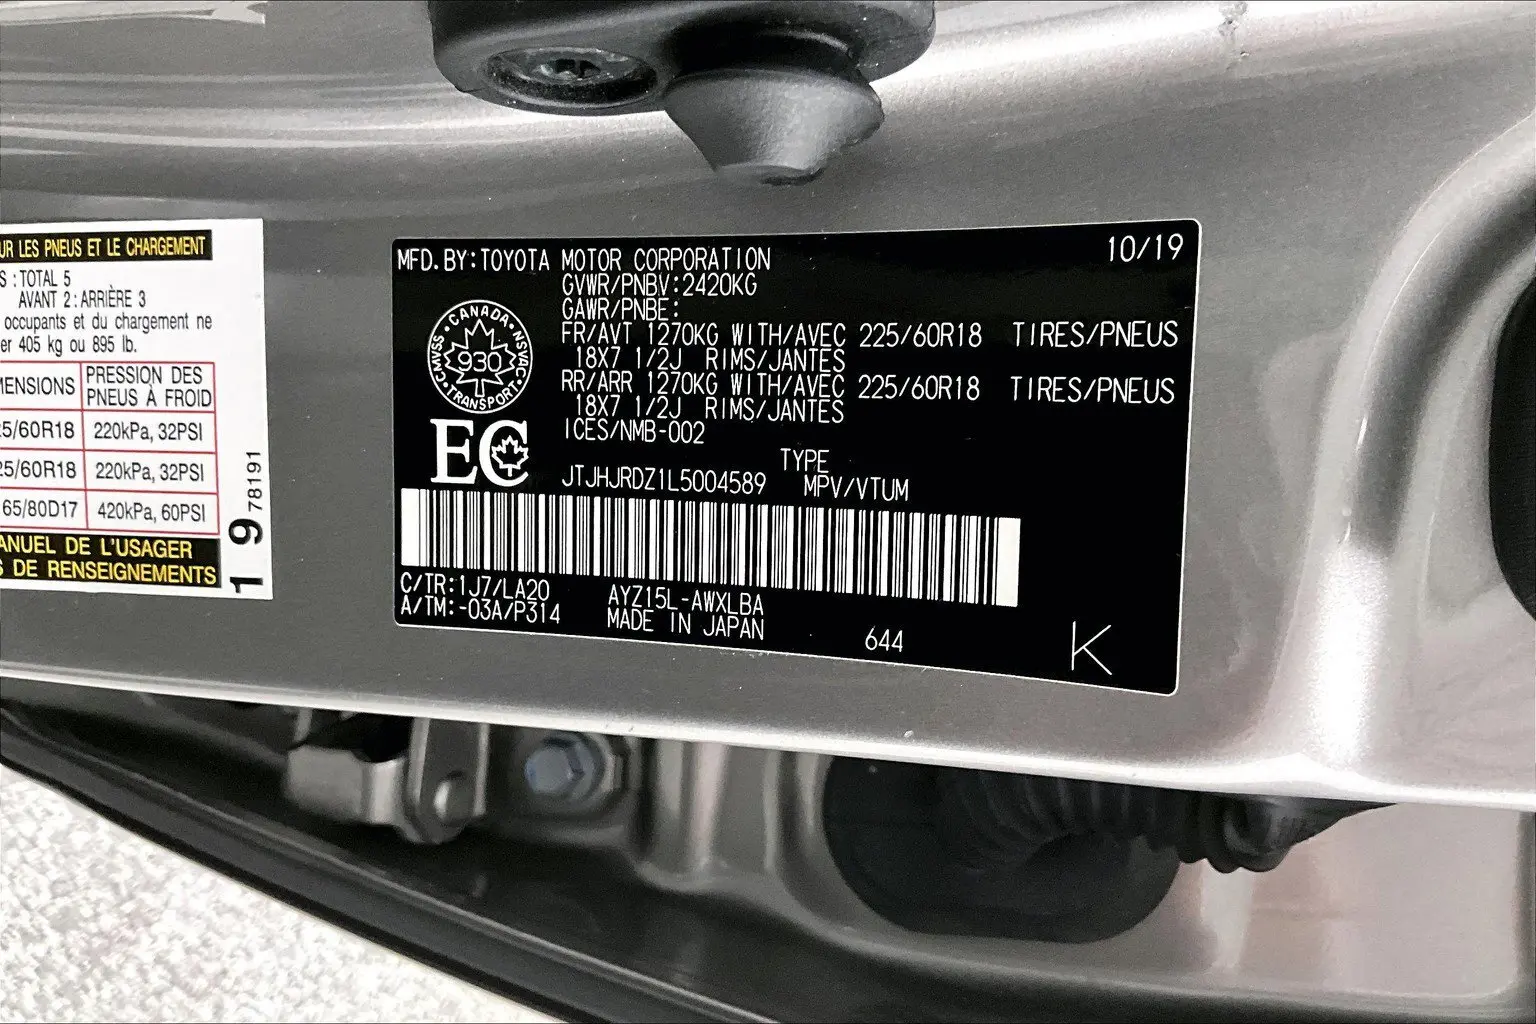 UR LES PNEUS ET LE CHARGEMENT
S : TOTAL 5
AVANT 2 : ARRIÈRE 3
occupants et du chargement ne
er 405 kg ou 895 lb.
MENSIONS PRESSION DES PNEUS À FROID
25/60R18 220kPa, 32PSI
25/60R18 220kPa, 32PSI
65/80D17 420kPa, 60PSI
ANUEL DE L'USAGER
S DE RENSEIGNEMENTS
19 78191
MFD.BY:TOYOTA MOTOR CORPORATION 10/19
GVWR/PNBV:2420KG
GAWR/PNBE:
FR/AVT 1270KG WITH/AVEC 225/60R18 TIRES/PNEUS
18X7 1/2J RIMS/JANTES
RR/ARR 1270KG WITH/AVEC 225/60R18 TIRES/PNEUS
18X7 1/2J RIMS/JANTES
ICES/NMB-002
CANADA · NSVAC · TRANSPORT · CMVSS
930
EC
TYPE
JTJHJRDZ1L5004589 MPV/VTUM
C/TR:1J7/LA20 AYZ15L-AWXLBA
A/TM:-03A/P314 MADE IN JAPAN 644 K